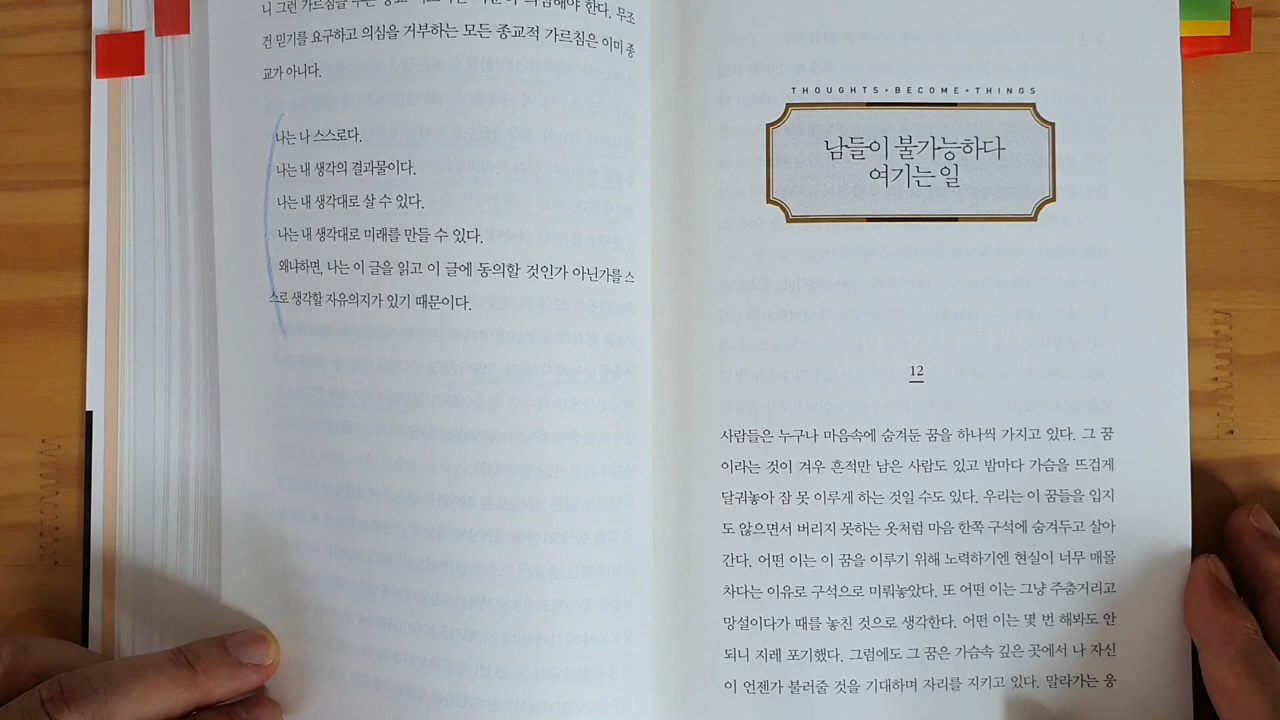 의심해야 한다. 무조
건 믿기를 요구하고 의심을 거부하는 모든 종교적 가르침은 이미 종
교가 아니다.
나는 나 스스로다.
나는 내 생각의 결과물이다.
나는 내 생각대로 살 수 있다.
나는 내 생각대로 미래를 만들 수 있다.
왜냐하면, 나는 이 글을 읽고 이 글에 동의할 것인가 아닌가를 스
스로 생각할 자유의지가 있기 때문이다.
THOUGHTS•BECOME•THINGS
남들이 불가능하다
여기는 일
12
사람들은 누구나 마음속에 숨겨둔 꿈을 하나씩 가지고 있다. 그 꿈
이라는 것이 겨우 흔적만 남은 사람도 있고 밤마다 가슴을 뜨겁게
달궈놓아 잠 못 이루게 하는 것일 수도 있다. 우리는 이 꿈들을 입지
도 않으면서 버리지 못하는 옷처럼 마음 한쪽 구석에 숨겨두고 살아
간다. 어떤 이는 이 꿈을 이루기 위해 노력하기엔 현실이 너무 매몰
차다는 이유로 구석으로 미뤄놓았다. 또 어떤 이는 그냥 주춤거리고
망설이다가 때를 놓친 것으로 생각한다. 어떤 이는 몇 번 해봐도 안
되니 지레 포기했다. 그럼에도 그 꿈은 가슴속 깊은 곳에서 나 자신
이 언젠가 불러줄 것을 기대하며 자리를 지키고 있다. 말라가는 웅